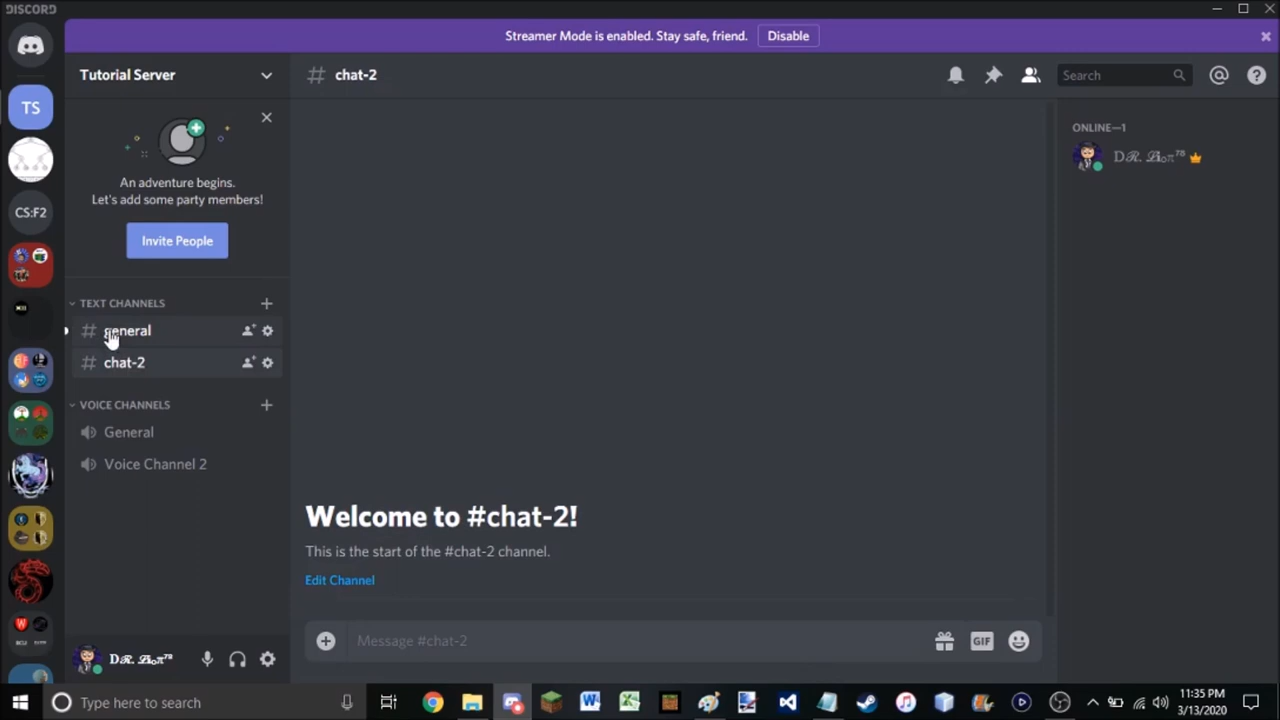 DISCORD
Streamer Mode is enabled. Stay safe, friend.
Disable
TS
CS:F2
Tutorial Server
An adventure begins.
Let's add some party members!
Invite People
TEXT CHANNELS
general
chat-2
VOICE CHANNELS
General
Voice Channel 2
# chat-2
Search
Welcome to #chat-2!
This is the start of the #chat-2 channel.
Edit Channel
Message #chat-2
GIF
ONLINE—1
Type here to search
11:35 PM
3/13/2020